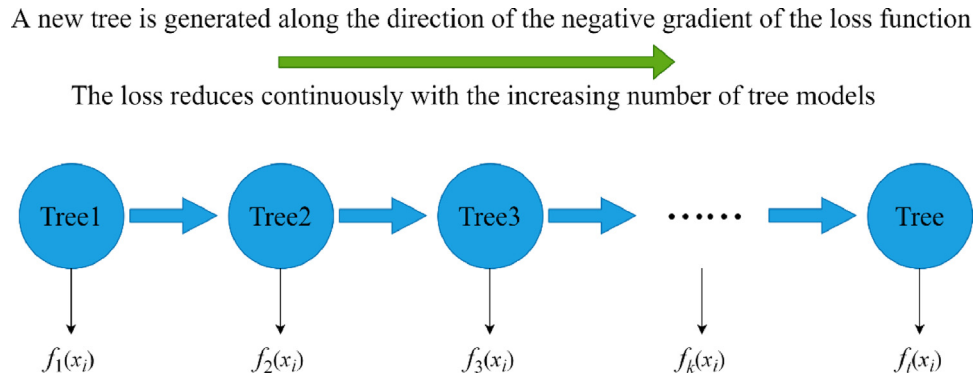 A new tree is generated along the direction of the negative gradient of the loss function
The loss reduces continuously with the increasing number of tree models
Tree1 Tree2 Tree3 ...... Tree
f₁(xᵢ) f₂(xᵢ) f₃(xᵢ) fₖ(xᵢ) fₜ(xᵢ)